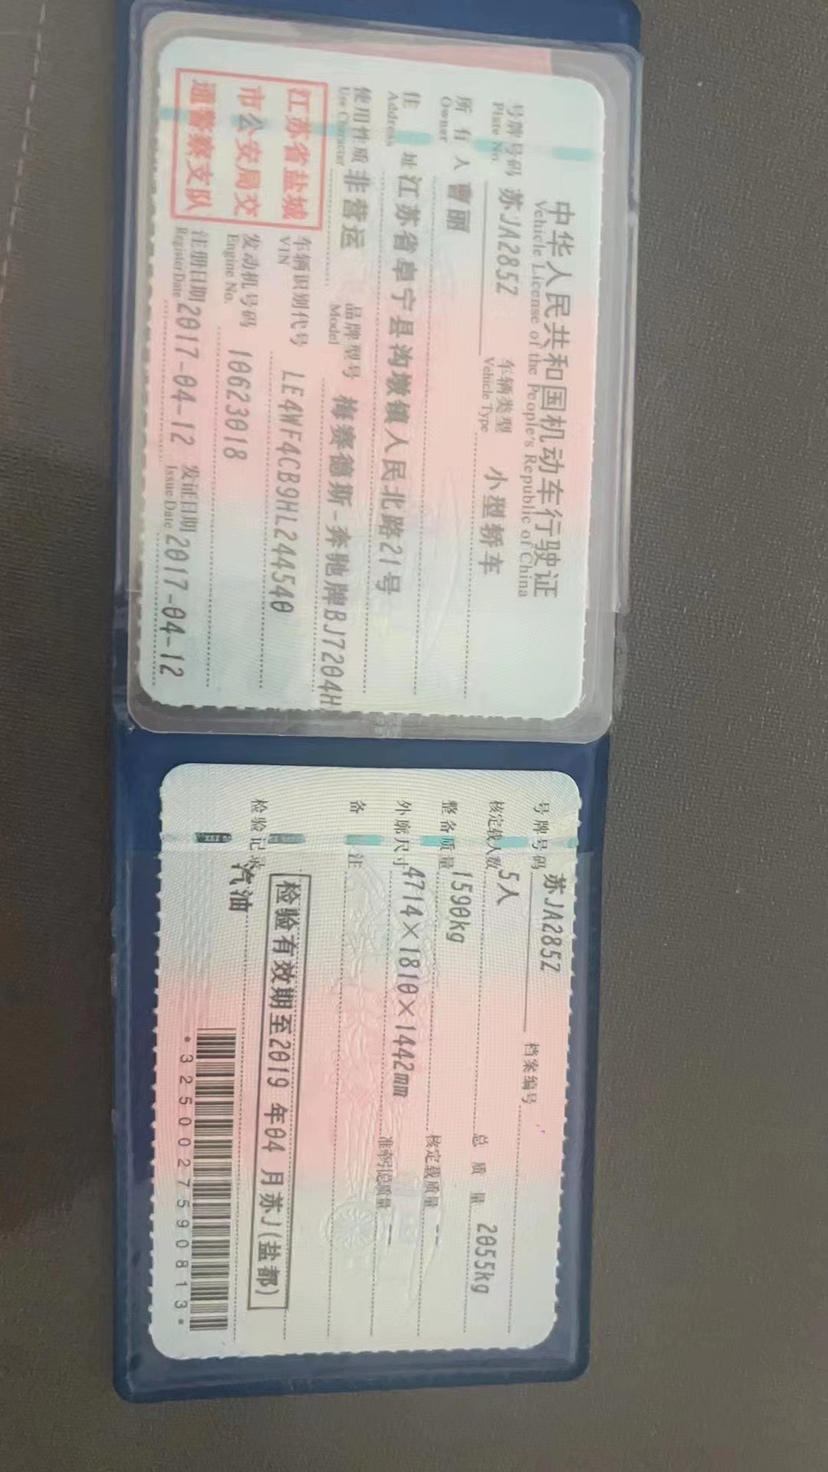 中华人民共和国机动车行驶证
Vehicle License of the People's Republic of China
号牌号码 苏JA285Z 车辆类型 小型轿车
Plate No. Vehicle Type
所有人 曹丽
Owner
住址 江苏省阜宁县沟墩镇人民北路21号
Address
使用性质 非营运 品牌型号 梅赛德斯-奔驰牌BJ7204H
Use Character Model
江苏省盐城
市公安局交
通警察支队
车辆识别代号 LE4WF4CB9HL244540
VIN
发动机号码 10623018
Engine No.
注册日期 2017-04-12 发证日期 2017-04-12
Register Date Issue Date
号牌号码 苏JA285Z 档案编号
核定载人数 5人 总质量 2055kg
整备质量 1590kg 核定载质量 --
外廓尺寸 4714×1810×1442mm 准牵引总质量 --
备注
检验记录 检验有效期至2019年04月苏J(盐都)
汽油
*3250027590813*